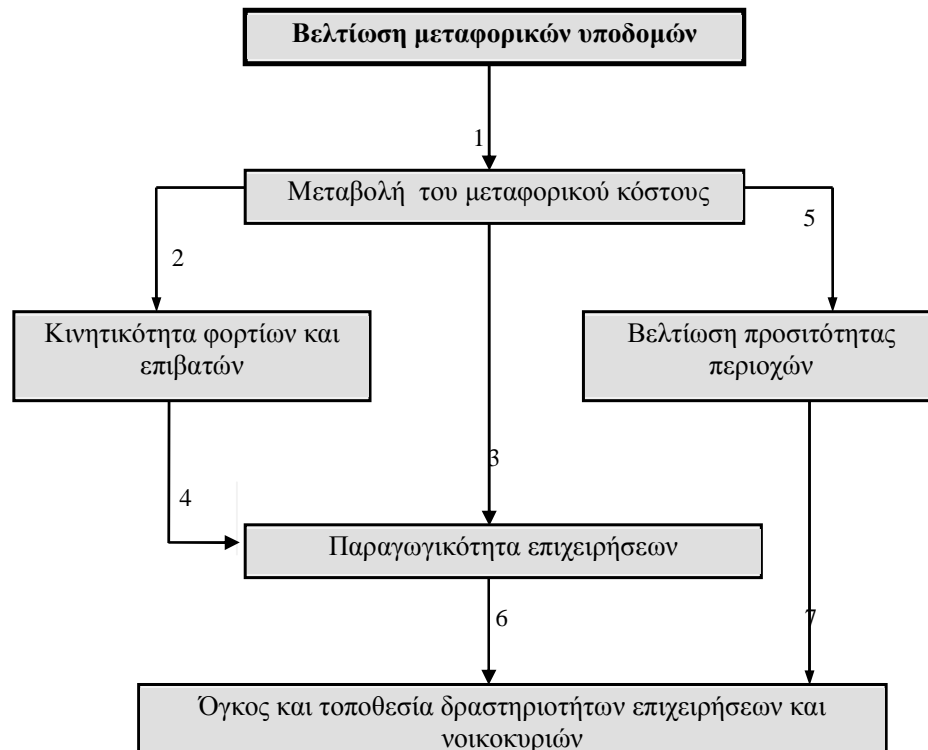 Βελτίωση μεταφορικών υποδομών
1
Μεταβολή του μεταφορικού κόστους
5
2
Κινητικότητα φορτίων και
επιβατών
Βελτίωση προσιτότητας
περιοχών
3
4
Παραγωγικότητα επιχειρήσεων
6
7
Όγκος και τοποθεσία δραστηριοτήτων επιχειρήσεων και
νοικοκυριών